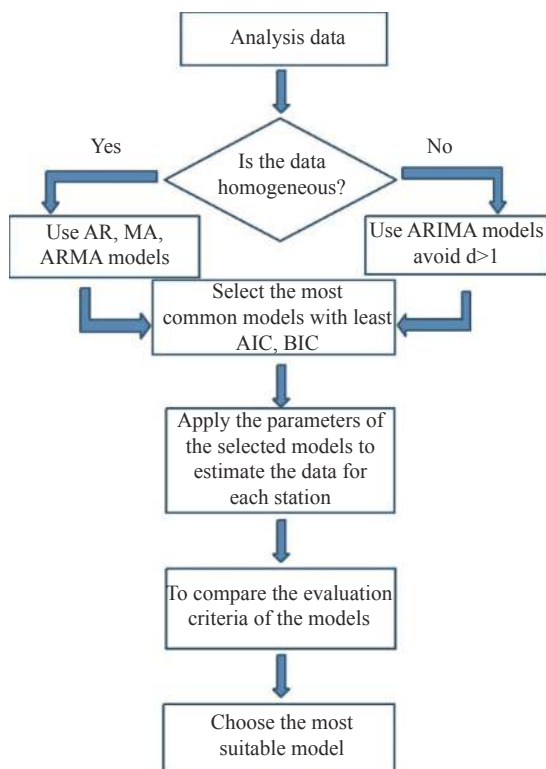 Analysis data
Yes
No
Is the data
homogeneous?
Use AR, MA,
ARMA models
Use ARIMA models
avoid d>1
Select the most
common models with least
AIC, BIC
Apply the parameters of
the selected models to
estimate the data for
each station
To compare the evaluation
criteria of the models
Choose the most
suitable model